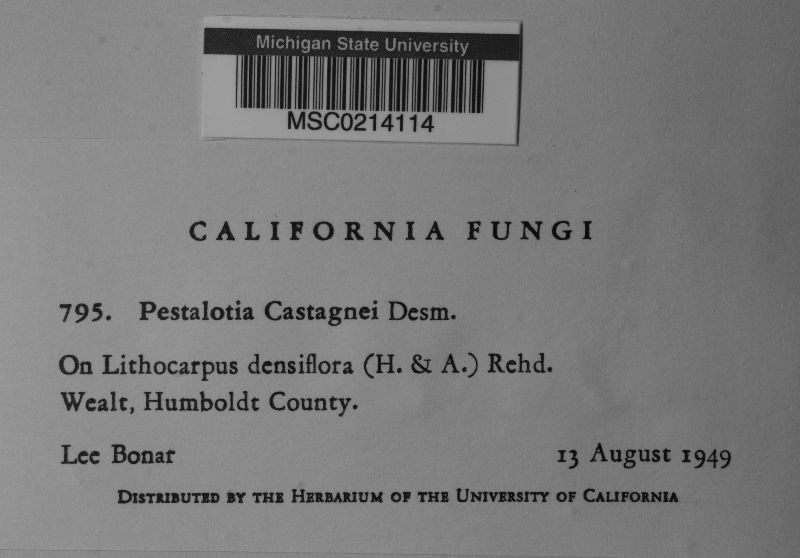 Michigan State University
MSC0214114
CALIFORNIA FUNGI
795. Pestalotia Castagnei Desm.
On Lithocarpus densiflora (H. & A.) Rehd.
Wealt, Humboldt County.
Lee Bonar 13 August 1949
DISTRIBUTED BY THE HERBARIUM OF THE UNIVERSITY OF CALIFORNIA